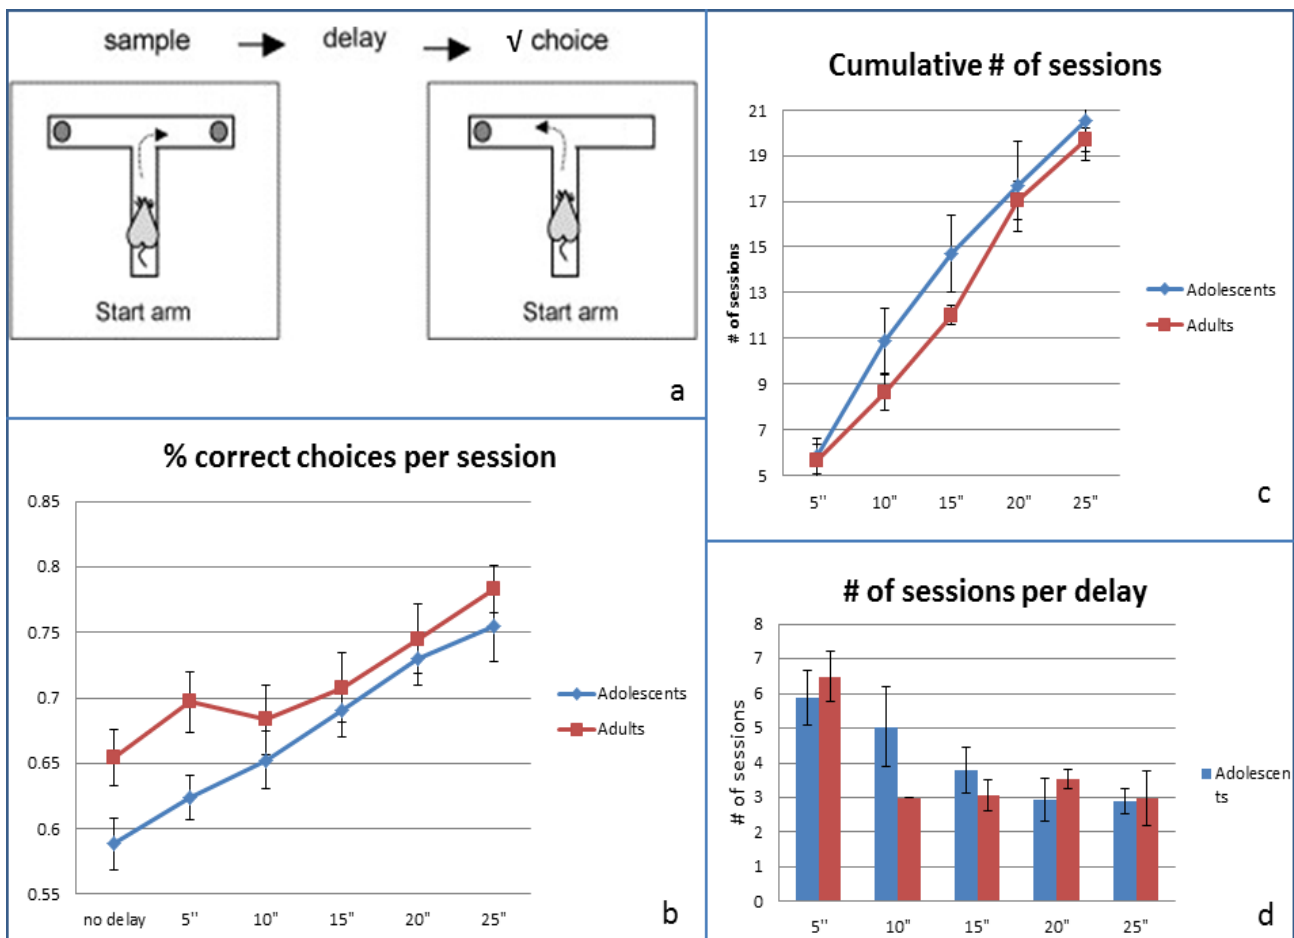 sample delay √ choice
Start arm Start arm
a
% correct choices per session
0.85
0.8
0.75
0.7
0.65
0.6
0.55
no delay 5'' 10" 15" 20" 25"
Adolescents
Adults
b
Cumulative # of sessions
# of sessions
21
19
17
15
13
11
9
7
5
5'' 10" 15" 20" 25"
Adolescents
Adults
c
# of sessions per delay
# of sessions
8
7
6
5
4
3
2
1
0
5'' 10" 15" 20" 25"
Adolescen
ts
d